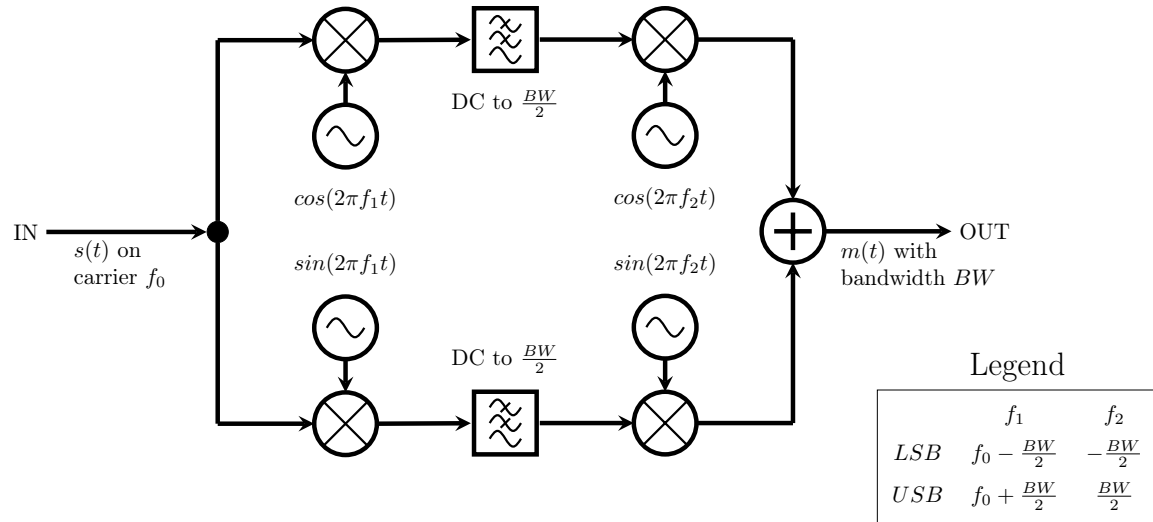 DC to BW/2
cos(2πf₁t)
cos(2πf₂t)
IN
s(t) on
carrier f₀
OUT
m(t) with
bandwidth BW
sin(2πf₁t)
sin(2πf₂t)
DC to BW/2
Legend
f₁ f₂
LSB f₀ − BW/2 −BW/2
USB f₀ + BW/2 BW/2